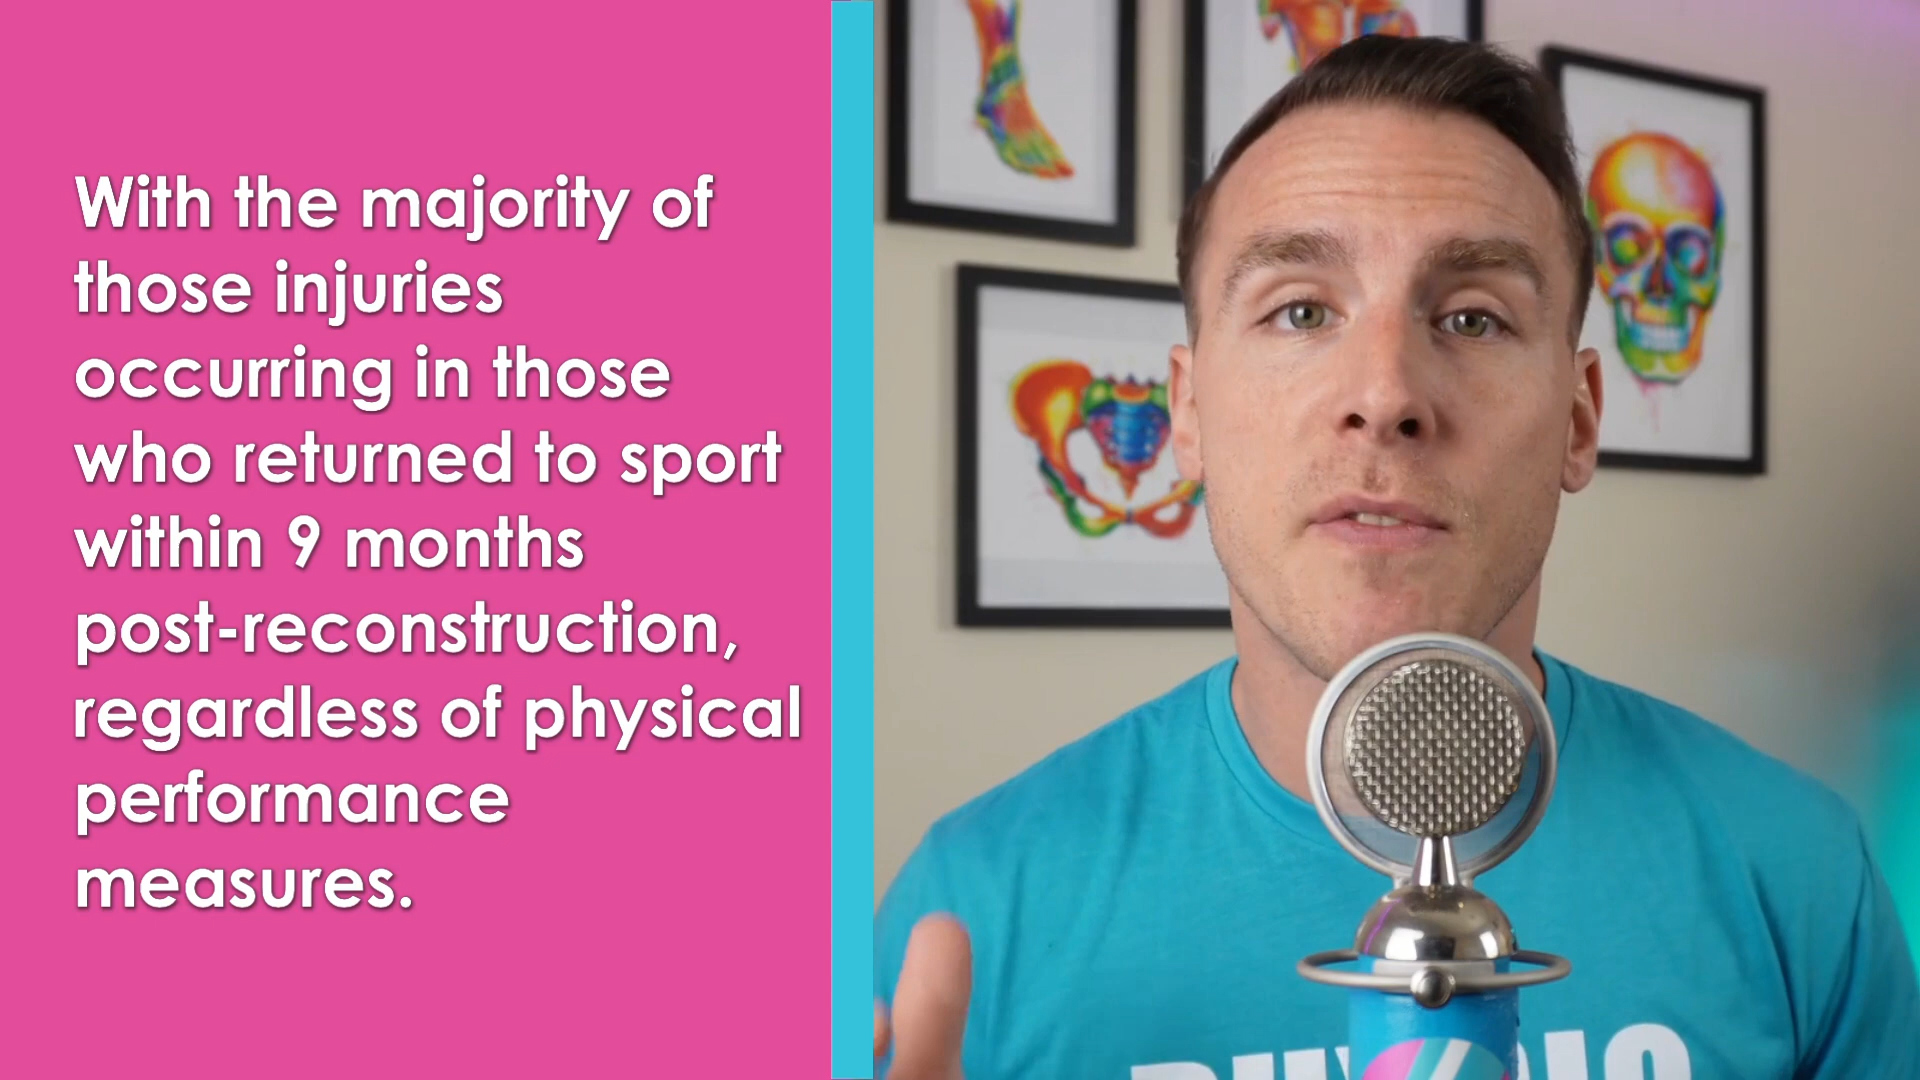 With the majority of
those injuries
occurring in those
who returned to sport
within 9 months
post-reconstruction,
regardless of physical
performance
measures.